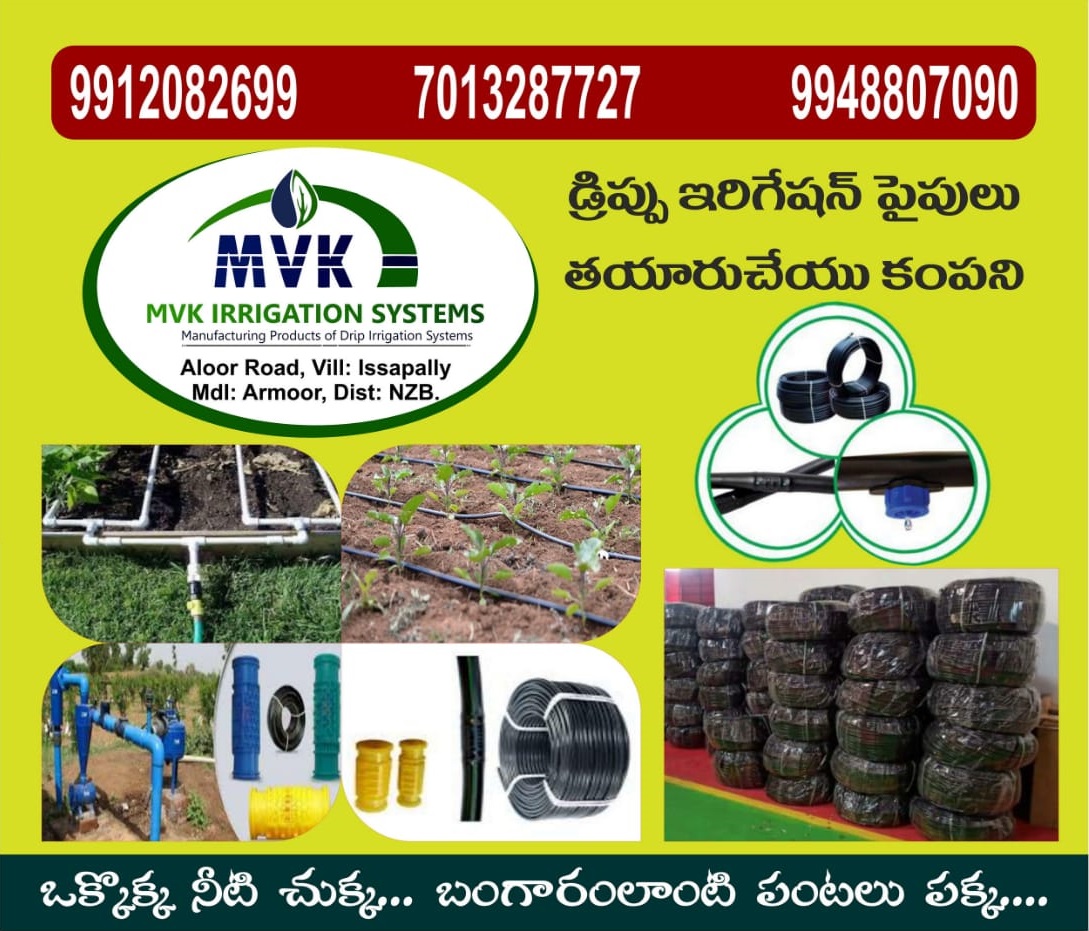 9912082699 7013287727 9948807090
MVK
MVK IRRIGATION SYSTEMS
Manufacturing Products of Drip Irrigation Systems
Aloor Road, Vill: Issapally
Mdl: Armoor, Dist: NZB.
డ్రిప్పు ఇరిగేషన్ పైపులు
తయారుచేయు కంపని
ఒక్కొక్క నీటి చుక్క... బంగారంలాంటి పంటలు పక్క....